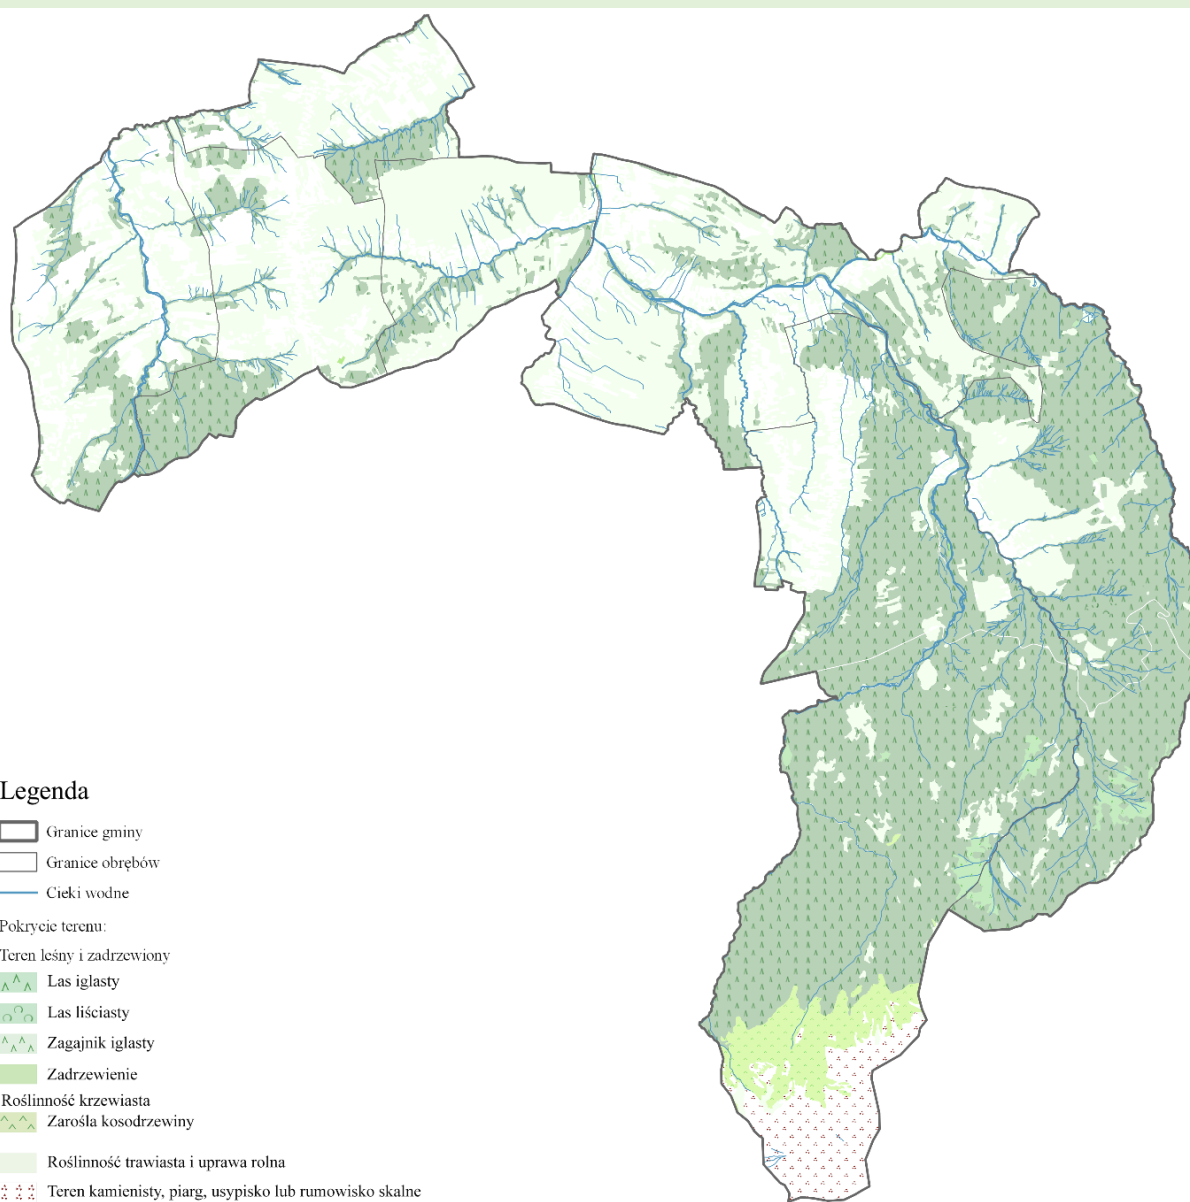 Legenda
Granice gminy
Granice obrębów
Cieki wodne
Pokrycie terenu:
Teren leśny i zadrzewiony
Las iglasty
Las liściasty
Zagajnik iglasty
Zadrzewienie
Roślinność krzewiasta
Zarośla kosodrzewiny
Roślinność trawiasta i uprawa rolna
Teren kamienisty, piarg, usypisko lub rumowisko skalne